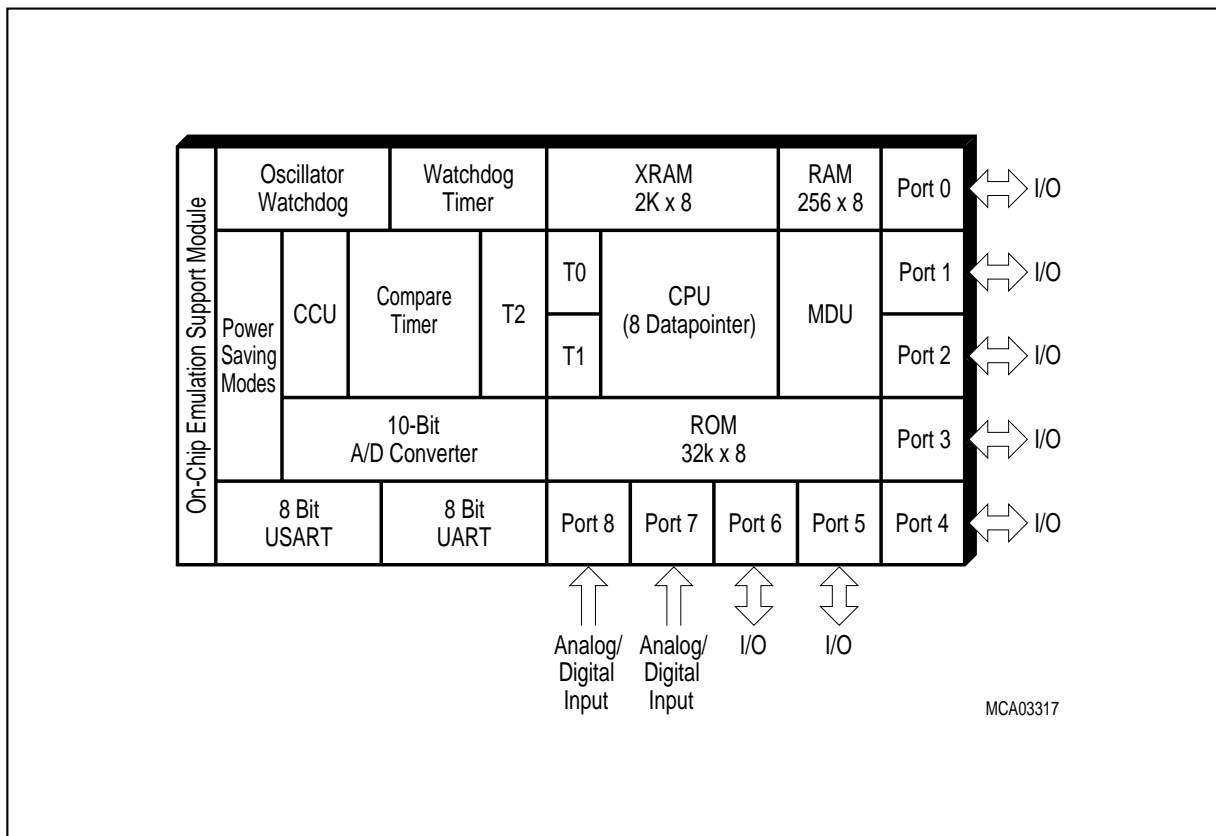 On-Chip Emulation Support Module
Oscillator
Watchdog
Watchdog
Timer
XRAM
2K x 8
RAM
256 x 8
Port 0
I/O
Power
Saving
Modes
CCU
Compare
Timer
T2
T0
T1
CPU
(8 Datapointer)
MDU
Port 1
I/O
Port 2
I/O
10-Bit
A/D Converter
ROM
32k x 8
Port 3
I/O
8 Bit
USART
8 Bit
UART
Port 8
Port 7
Port 6
Port 5
Port 4
I/O
Analog/
Digital
Input
Analog/
Digital
Input
I/O
I/O
MCA03317